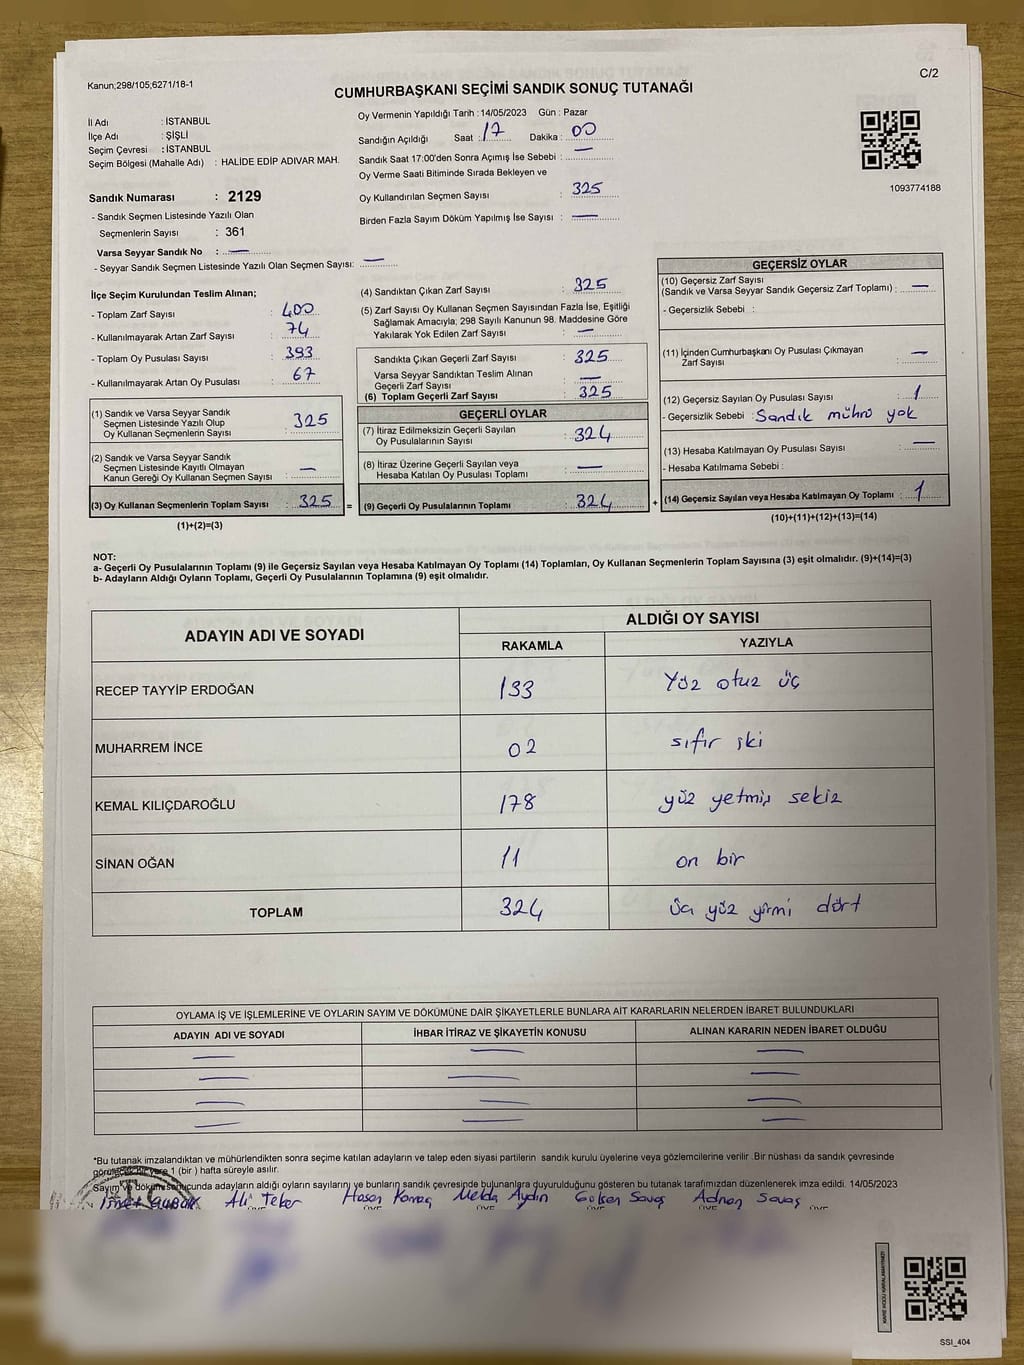 Kanun;298/105;6271/18-1
C/2
CUMHURBAŞKANI SEÇİMİ SANDIK SONUÇ TUTANAĞI
İl Adı : İSTANBUL
İlçe Adı : ŞİŞLİ
Seçim Çevresi : İSTANBUL
Seçim Bölgesi (Mahalle Adı) : HALİDE EDİP ADIVAR MAH.
Sandık Numarası : 2129
- Sandık Seçmen Listesinde Yazılı Olan
Seçmenlerin Sayısı : 361
Varsa Seyyar Sandık No : —
- Seyyar Sandık Seçmen Listesinde Yazılı Olan Seçmen Sayısı: —
Oy Vermenin Yapıldığı Tarih : 14/05/2023 Gün : Pazar
Sandığın Açıldığı Saat : 17 Dakika : 00
Sandık Saat 17:00'den Sonra Açımış İse Sebebi : —
Oy Verme Saati Bitiminde Sırada Bekleyen ve
Oy Kullandırılan Seçmen Sayısı : 325
Birden Fazla Sayım Döküm Yapılmış İse Sayısı : —
1093774188
İlçe Seçim Kurulundan Teslim Alınan;
- Toplam Zarf Sayısı : 400
- Kullanılmayarak Artan Zarf Sayısı : 74
- Toplam Oy Pusulası Sayısı : 393
- Kullanılmayarak Artan Oy Pusulası : 67
(1) Sandık ve Varsa Seyyar Sandık
Seçmen Listesinde Yazılı Olup
Oy Kullanan Seçmenlerin Sayısı : 325
(2) Sandık ve Varsa Seyyar Sandık
Seçmen Listesinde Kayıtlı Olmayan
Kanun Gereği Oy Kullanan Seçmen Sayısı : —
(3) Oy Kullanan Seçmenlerin Toplam Sayısı : 325
(1)+(2)=(3)
(4) Sandıktan Çıkan Zarf Sayısı : 325
(5) Zarf Sayısı Oy Kullanan Seçmen Sayısından Fazla İse, Eşitliği
Sağlamak Amacıyla; 298 Sayılı Kanunun 98. Maddesine Göre
Yakılarak Yok Edilen Zarf Sayısı : —
Sandıkta Çıkan Geçerli Zarf Sayısı : 325
Varsa Seyyar Sandıktan Teslim Alınan
Geçerli Zarf Sayısı : —
(6) Toplam Geçerli Zarf Sayısı : 325
GEÇERLİ OYLAR
(7) İtiraz Edilmeksizin Geçerli Sayılan
Oy Pusulalarının Sayısı : 324
(8) İtiraz Üzerine Geçerli Sayılan veya
Hesaba Katılan Oy Pusulası Toplamı : —
= (9) Geçerli Oy Pusulalarının Toplamı : 324 +
GEÇERSİZ OYLAR
(10) Geçersiz Zarf Sayısı
(Sandık ve Varsa Seyyar Sandık Geçersiz Zarf Toplamı) : —
- Geçersizlik Sebebi :
(11) İçinden Cumhurbaşkanı Oy Pusulası Çıkmayan
Zarf Sayısı : —
(12) Geçersiz Sayılan Oy Pusulası Sayısı : 1
- Geçersizlik Sebebi : Sandık mührü yok
(13) Hesaba Katılmayan Oy Sayısı : —
- Hesaba Katılmama Sebebi :
(14) Geçersiz Sayılan veya Hesaba Katılmayan Oy Toplamı : 1
(10)+(11)+(12)+(13)=(14)
NOT:
a- Geçerli Oy Pusulalarının Toplamı (9) ile Geçersiz Sayılan veya Hesaba Katılmayan Oy Toplamı (14) Toplamları, Oy Kullanan Seçmenlerin Toplam Sayısına (3) eşit olmalıdır. (9)+(14)=(3)
b- Adayların Aldığı Oyların Toplamı, Geçerli Oy Pusulalarının Toplamına (9) eşit olmalıdır.
ADAYIN ADI VE SOYADI ALDIĞI OY SAYISI
RAKAMLA YAZIYLA
RECEP TAYYİP ERDOĞAN 133 Yüz otuz üç
MUHARREM İNCE 02 sıfır iki
KEMAL KILIÇDAROĞLU 178 yüz yetmiş sekiz
SİNAN OĞAN 11 on bir
TOPLAM 324 üç yüz yirmi dört
OYLAMA İŞ VE İŞLEMLERİNE VE OYLARIN SAYIM VE DÖKÜMÜNE DAİR ŞİKAYETLERLE BUNLARA AİT KARARLARIN NELERDEN İBARET BULUNDUKLARI
ADAYIN ADI VE SOYADI İHBAR İTİRAZ VE ŞİKAYETİN KONUSU ALINAN KARARIN NEDEN İBARET OLDUĞU
*Bu tutanak imzalandıktan ve mühürlendikten sonra seçime katılan adayların ve talep eden siyasi partilerin sandık kurulu üyelerine veya gözlemcilerine verilir .Bir nüshası da sandık çevresinde
görülecek bir yere 1 (bir ) hafta süreyle asılır.
Sayım ve döküm sonucunda adayların aldığı oyların sayılarını ve bunların sandık çevresinde bulunanlara duyurulduğunu gösteren bu tutanak tarafımızdan düzenlenerek imza edildi. 14/05/2023
Ali Teker Hasan Melda Aydın Gülşen Savaş Adnan Savaş
SSI_404